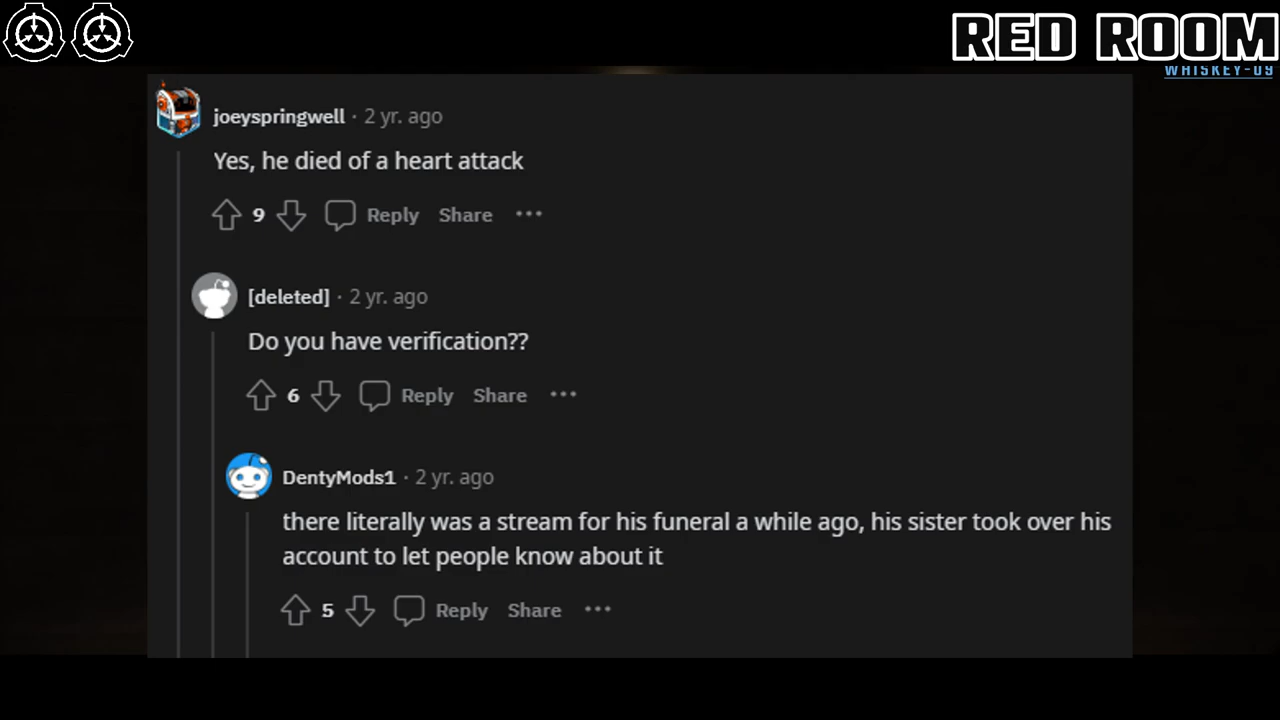 RED ROOM
WHISKEY-09
joeyspringwell · 2 yr. ago
Yes, he died of a heart attack
9 Reply Share ···
[deleted] · 2 yr. ago
Do you have verification??
6 Reply Share ···
DentyMods1 · 2 yr. ago
there literally was a stream for his funeral a while ago, his sister took over his
account to let people know about it
5 Reply Share ···